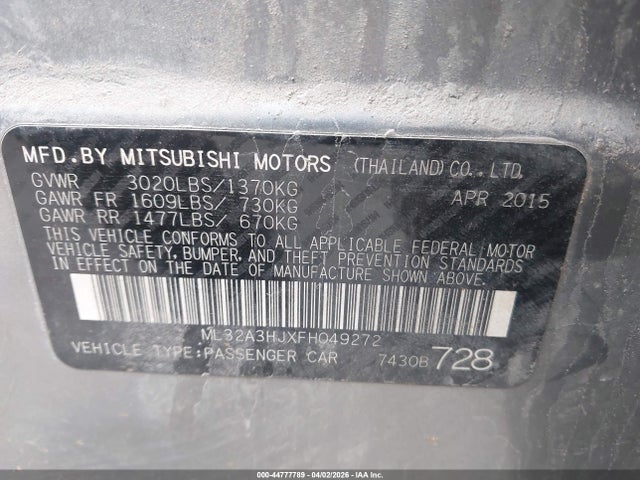 MFD.BY MITSUBISHI MOTORS (THAILAND) CO., LTD.
GVWR 3020LBS/1370KG APR 2015
GAWR FR 1609LBS/ 730KG
GAWR RR 1477LBS/ 670KG
THIS VEHICLE CONFORMS TO ALL APPLICABLE FEDERAL MOTOR
VEHICLE SAFETY, BUMPER, AND THEFT PREVENTION STANDARDS
IN EFFECT ON THE DATE OF MANUFACTURE SHOWN ABOVE.
ML32A3HJXFH049272
VEHICLE TYPE:PASSENGER CAR 7430B 728
000-44777789 - 04/02/2026 - IAA Inc.